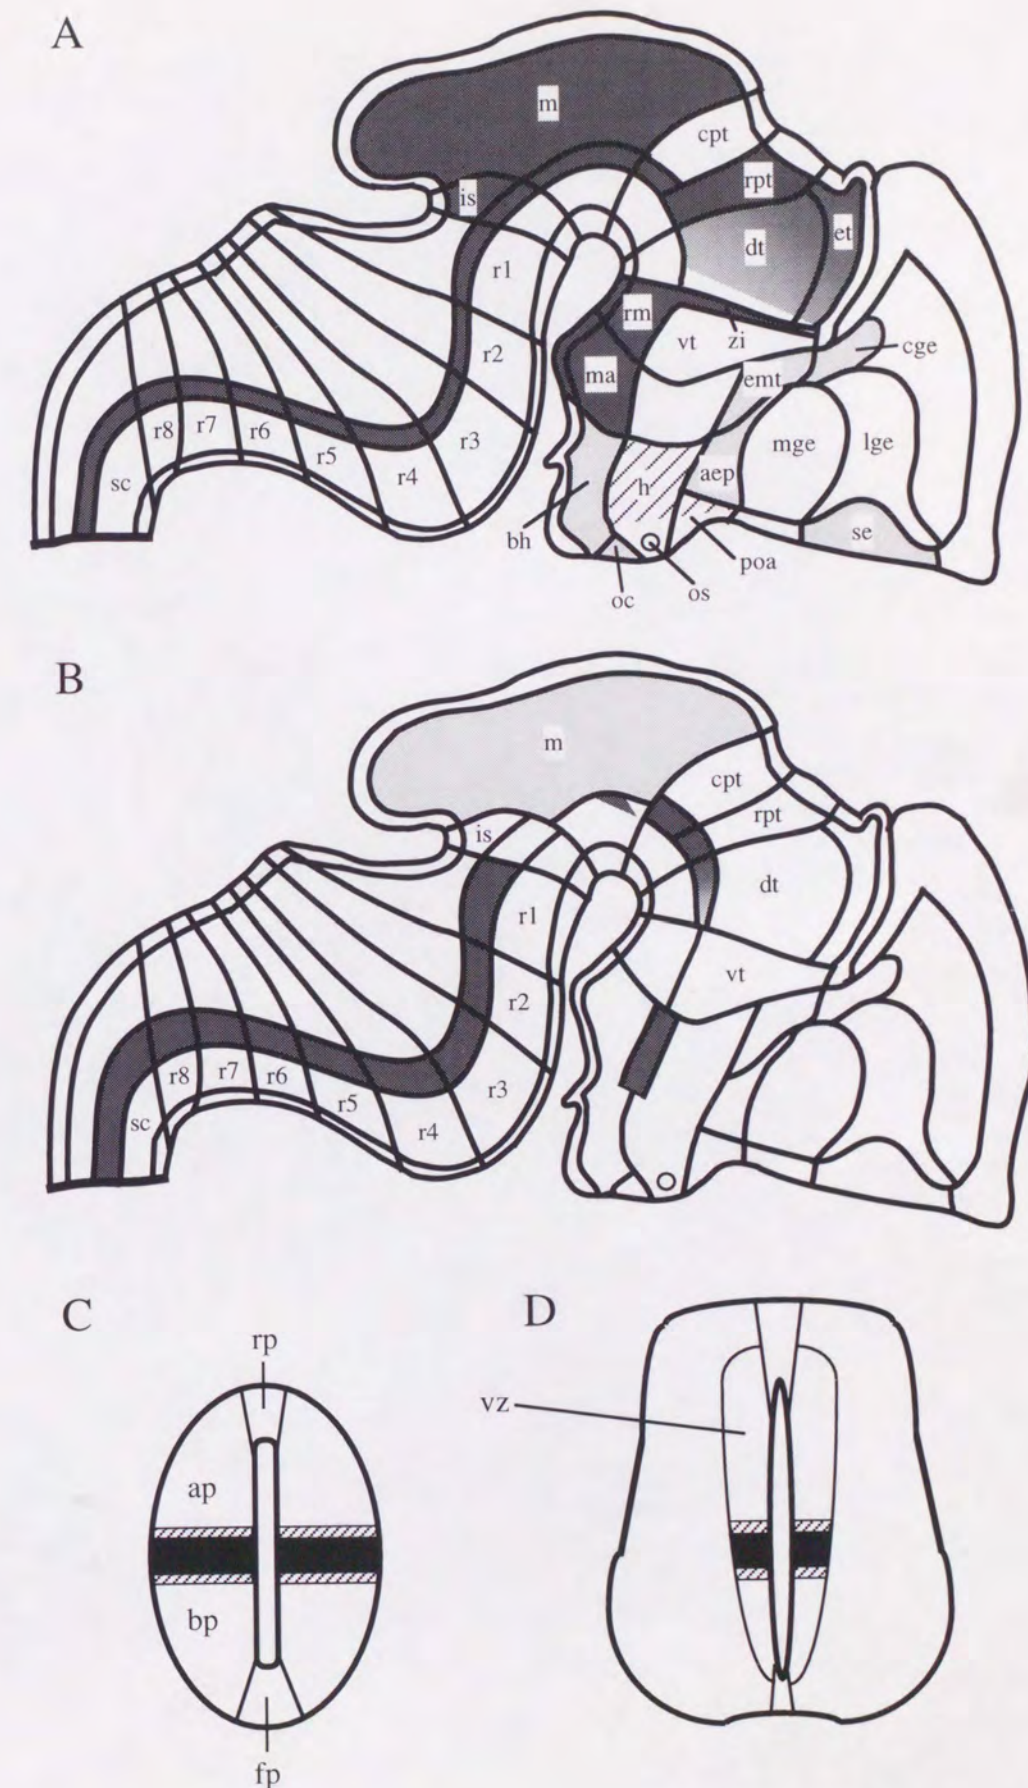 A
m
cpt
rpt
is
et
dt
r1
rm
zi
vt
cge
r2
ma
emt
r8
r7
r6
r5
r4
r3
mge
lge
sc
aep
h
se
bh
poa
oc
os
B
m
cpt
is
rpt
dt
r1
vt
r2
r8
r7
r6
r5
r4
r3
sc
C
D
rp
vz
ap
bp
fp